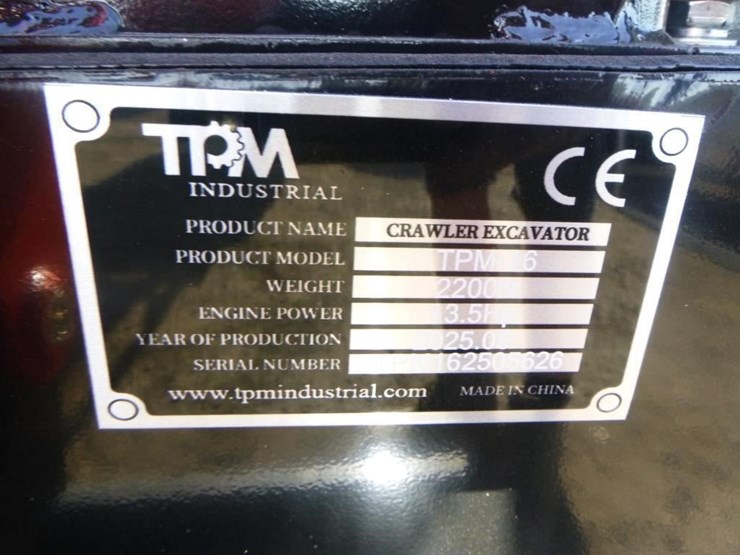 TPM
INDUSTRIAL
CE
PRODUCT NAME CRAWLER EXCAVATOR
PRODUCT MODEL
WEIGHT
ENGINE POWER
YEAR OF PRODUCTION
SERIAL NUMBER
www.tpmindustrial.com MADE IN CHINA